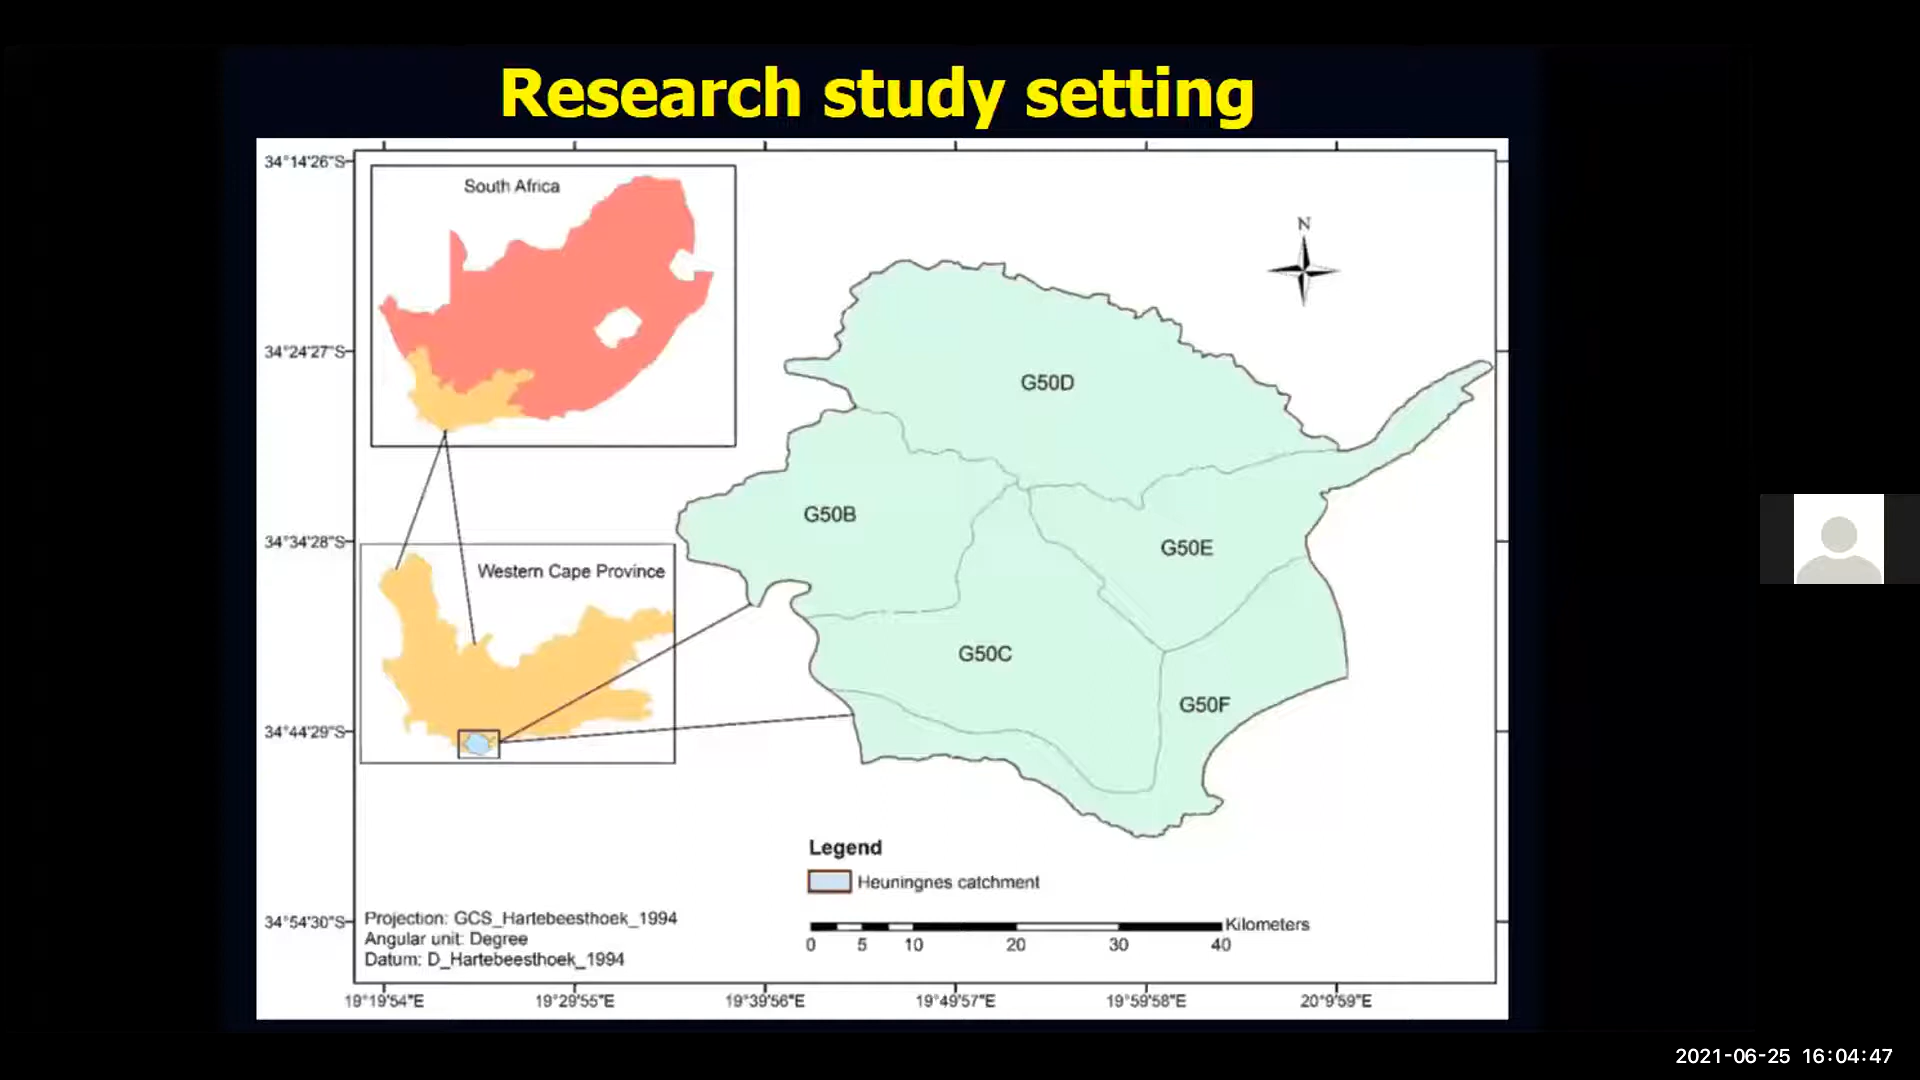 Research study setting
34°14'26"S
34°24'27"S
34°34'28"S
34°44'29"S
34°54'30"S
South Africa
N
G50D
G50B
G50E
G50C
G50F
Western Cape Province
Legend
Heuningnes catchment
Projection: GCS_Hartebeesthoek_1994
Angular unit: Degree
Datum: D_Hartebeesthoek_1994
Kilometers
0 5 10 20 30 40
19°19'54"E 19°29'55"E 19°39'56"E 19°49'57"E 19°59'58"E 20°9'59"E
2021-06-25 16:04:47